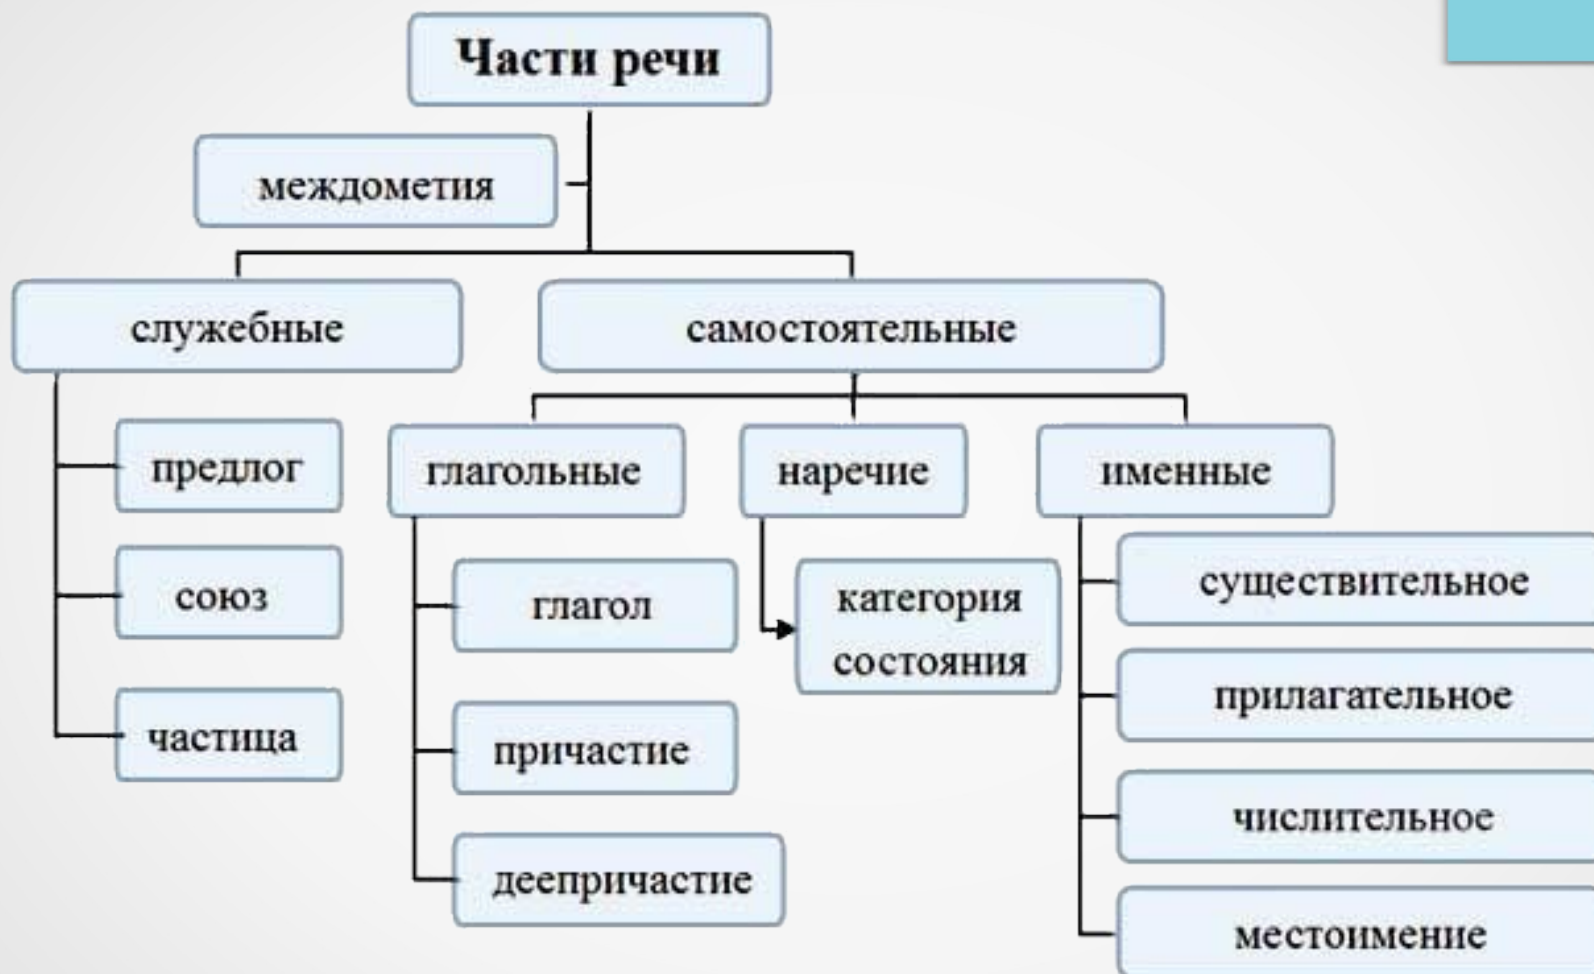 Части речи
междометия
служебные
самостоятельные
предлог
союз
частица
глагольные
глагол
причастие
деепричастие
наречие
категория
состояния
именные
существительное
прилагательное
числительное
местоимение